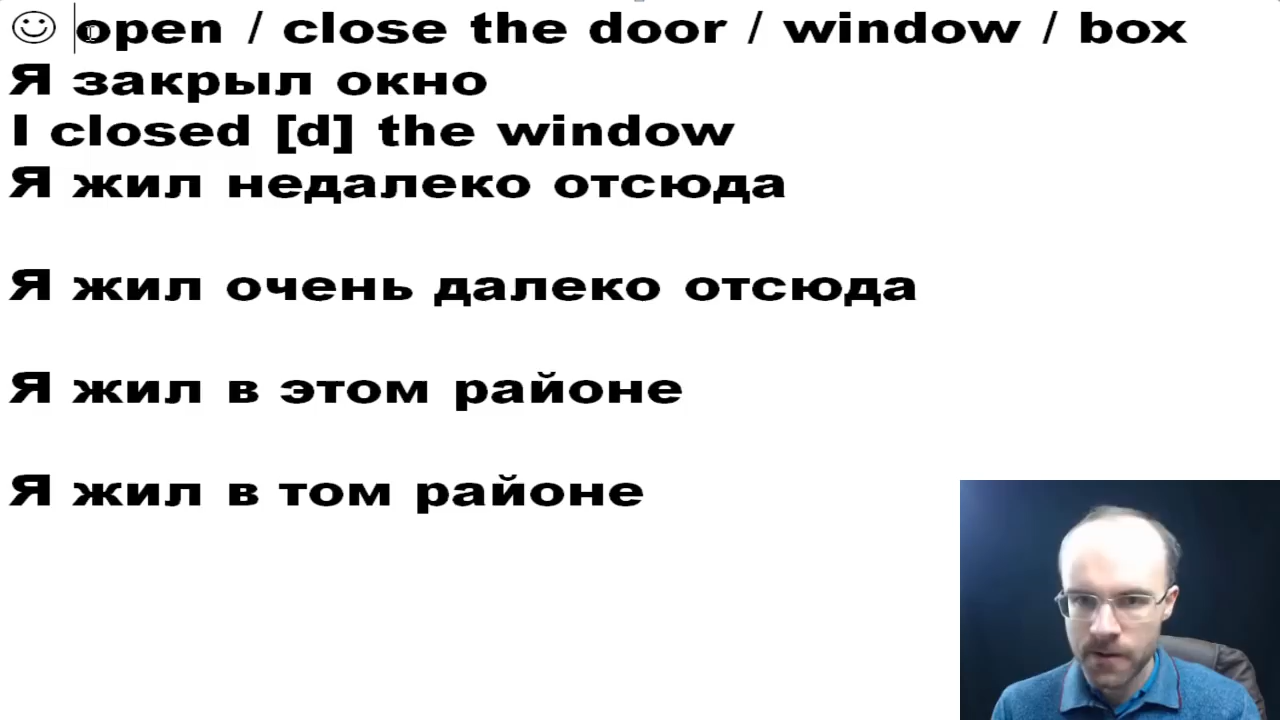 ☺ open / close the door / window / box
Я закрыл окно
I closed [d] the window
Я жил недалеко отсюда
Я жил очень далеко отсюда
Я жил в этом районе
Я жил в том районе